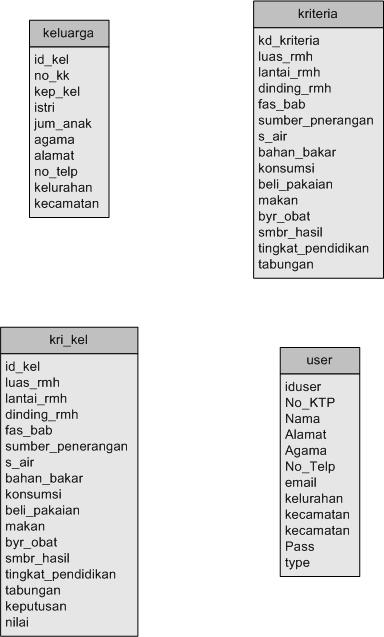 keluarga
id_kel
no_kk
kep_kel
istri
jum_anak
agama
alamat
no_telp
kelurahan
kecamatan
kriteria
kd_kriteria
luas_rmh
lantai_rmh
dinding_rmh
fas_bab
sumber_pnerangan
s_air
bahan_bakar
konsumsi
beli_pakaian
makan
byr_obat
smbr_hasil
tingkat_pendidikan
tabungan
kri_kel
id_kel
luas_rmh
lantai_rmh
dinding_rmh
fas_bab
sumber_penerangan
s_air
bahan_bakar
konsumsi
beli_pakaian
makan
byr_obat
smbr_hasil
tingkat_pendidikan
tabungan
keputusan
nilai
user
iduser
No_KTP
Nama
Alamat
Agama
No_Telp
email
kelurahan
kecamatan
kecamatan
Pass
type